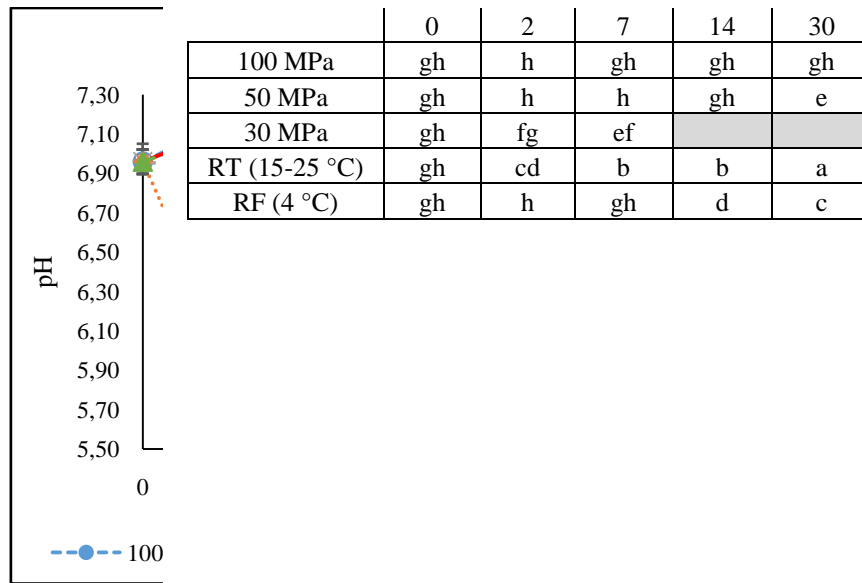 0 2 7 14 30
100 MPa gh h gh gh gh
50 MPa gh h h gh e
30 MPa gh fg ef
RT (15-25 °C) gh cd b b a
RF (4 °C) gh h gh d c
7,30
7,10
6,90
6,70
6,50
6,30
6,10
5,90
5,70
5,50
pH
0
100